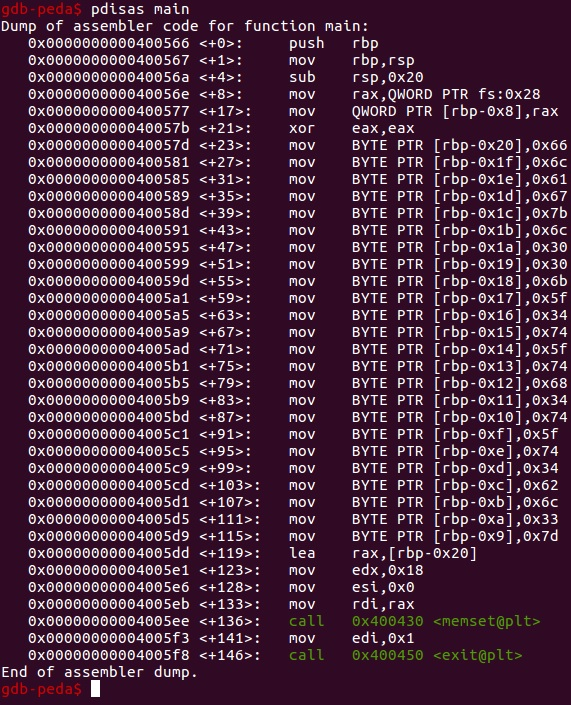 gdb-peda$ pdisas main
Dump of assembler code for function main:
   0x0000000000400566 <+0>:	push   rbp
   0x0000000000400567 <+1>:	mov    rbp,rsp
   0x000000000040056a <+4>:	sub    rsp,0x20
   0x000000000040056e <+8>:	mov    rax,QWORD PTR fs:0x28
   0x0000000000400577 <+17>:	mov    QWORD PTR [rbp-0x8],rax
   0x000000000040057b <+21>:	xor    eax,eax
   0x000000000040057d <+23>:	mov    BYTE PTR [rbp-0x20],0x66
   0x0000000000400581 <+27>:	mov    BYTE PTR [rbp-0x1f],0x6c
   0x0000000000400585 <+31>:	mov    BYTE PTR [rbp-0x1e],0x61
   0x0000000000400589 <+35>:	mov    BYTE PTR [rbp-0x1d],0x67
   0x000000000040058d <+39>:	mov    BYTE PTR [rbp-0x1c],0x7b
   0x0000000000400591 <+43>:	mov    BYTE PTR [rbp-0x1b],0x6c
   0x0000000000400595 <+47>:	mov    BYTE PTR [rbp-0x1a],0x30
   0x0000000000400599 <+51>:	mov    BYTE PTR [rbp-0x19],0x30
   0x000000000040059d <+55>:	mov    BYTE PTR [rbp-0x18],0x6b
   0x00000000004005a1 <+59>:	mov    BYTE PTR [rbp-0x17],0x5f
   0x00000000004005a5 <+63>:	mov    BYTE PTR [rbp-0x16],0x34
   0x00000000004005a9 <+67>:	mov    BYTE PTR [rbp-0x15],0x74
   0x00000000004005ad <+71>:	mov    BYTE PTR [rbp-0x14],0x5f
   0x00000000004005b1 <+75>:	mov    BYTE PTR [rbp-0x13],0x74
   0x00000000004005b5 <+79>:	mov    BYTE PTR [rbp-0x12],0x68
   0x00000000004005b9 <+83>:	mov    BYTE PTR [rbp-0x11],0x34
   0x00000000004005bd <+87>:	mov    BYTE PTR [rbp-0x10],0x74
   0x00000000004005c1 <+91>:	mov    BYTE PTR [rbp-0xf],0x5f
   0x00000000004005c5 <+95>:	mov    BYTE PTR [rbp-0xe],0x74
   0x00000000004005c9 <+99>:	mov    BYTE PTR [rbp-0xd],0x34
   0x00000000004005cd <+103>:	mov    BYTE PTR [rbp-0xc],0x62
   0x00000000004005d1 <+107>:	mov    BYTE PTR [rbp-0xb],0x6c
   0x00000000004005d5 <+111>:	mov    BYTE PTR [rbp-0xa],0x33
   0x00000000004005d9 <+115>:	mov    BYTE PTR [rbp-0x9],0x7d
   0x00000000004005dd <+119>:	lea    rax,[rbp-0x20]
   0x00000000004005e1 <+123>:	mov    edx,0x18
   0x00000000004005e6 <+128>:	mov    esi,0x0
   0x00000000004005eb <+133>:	mov    rdi,rax
   0x00000000004005ee <+136>:	call   0x400430 <memset@plt>
   0x00000000004005f3 <+141>:	mov    edi,0x1
   0x00000000004005f8 <+146>:	call   0x400450 <exit@plt>
End of assembler dump.
gdb-peda$